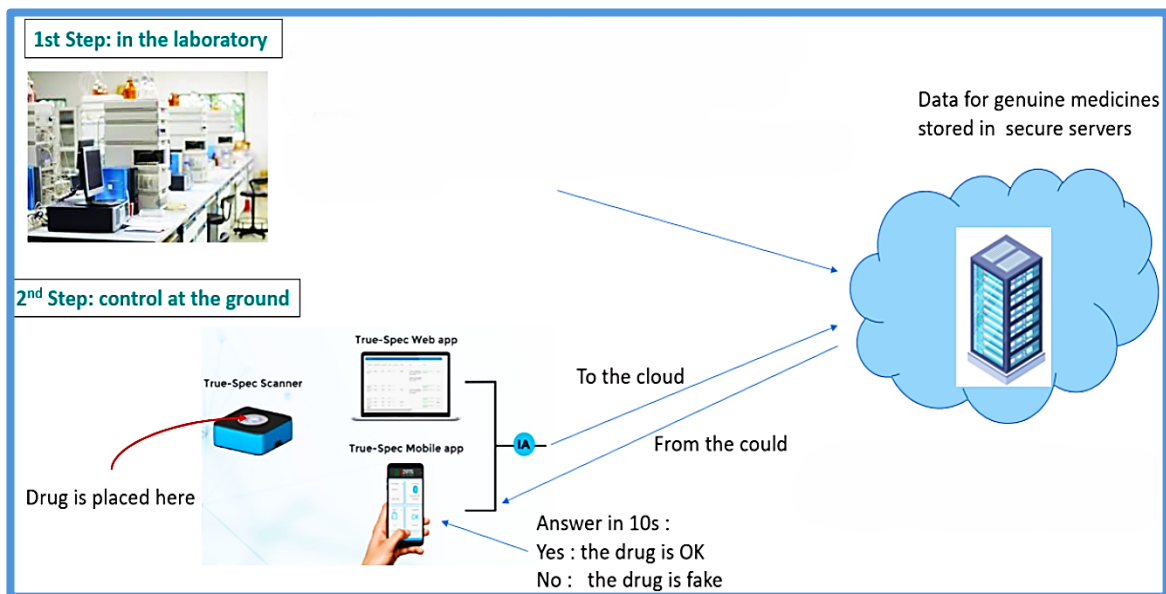 1st Step: in the laboratory
Data for genuine medicines
stored in secure servers
2nd Step: control at the ground
True-Spec Web app
True-Spec Scanner
To the cloud
IA
From the could
True-Spec Mobile app
Drug is placed here
Answer in 10s :
Yes : the drug is OK
No : the drug is fake